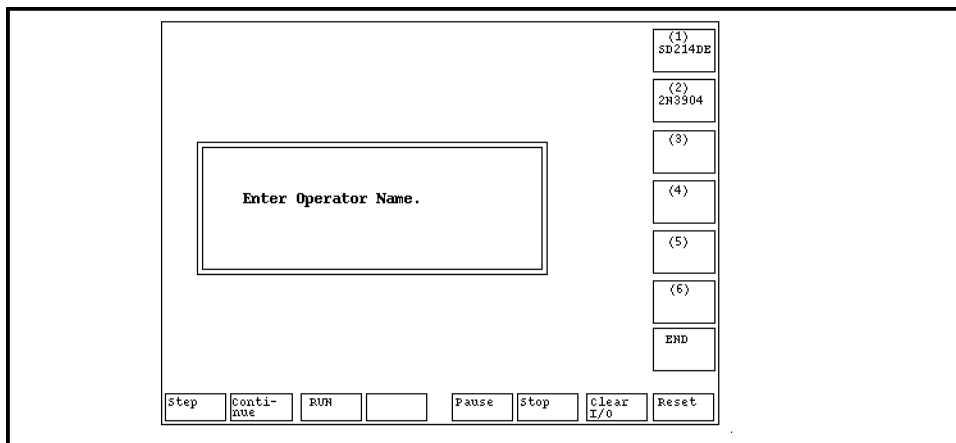 (1)
SD214DE
(2)
2N3904
(3)
Enter Operator Name.
(4)
(5)
(6)
END
Step
Conti-
nue
RUN
Pause
Stop
Clear
I/O
Reset